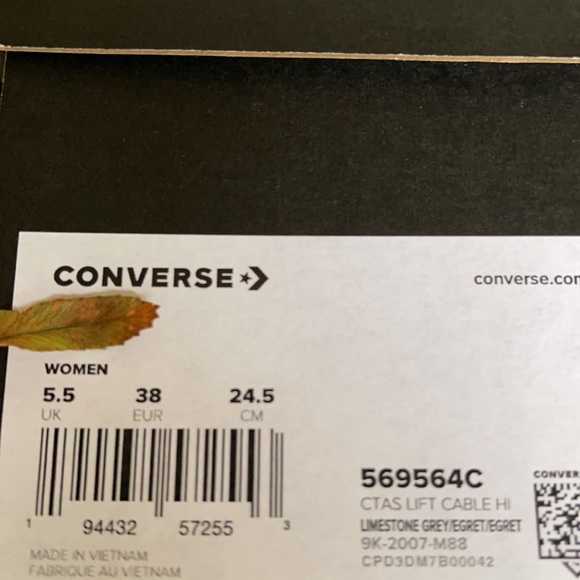 CONVERSE
converse.com
WOMEN
5.5 38 24.5
UK EUR CM
1 94432 57255 3
569564C
CTAS LIFT CABLE HI
LIMESTONE GREY/EGRET/EGRET
9K-2007-M88
CPD3DM7B00042
CONVER
MADE IN VIETNAM
FABRIQUE AU VIETNAM